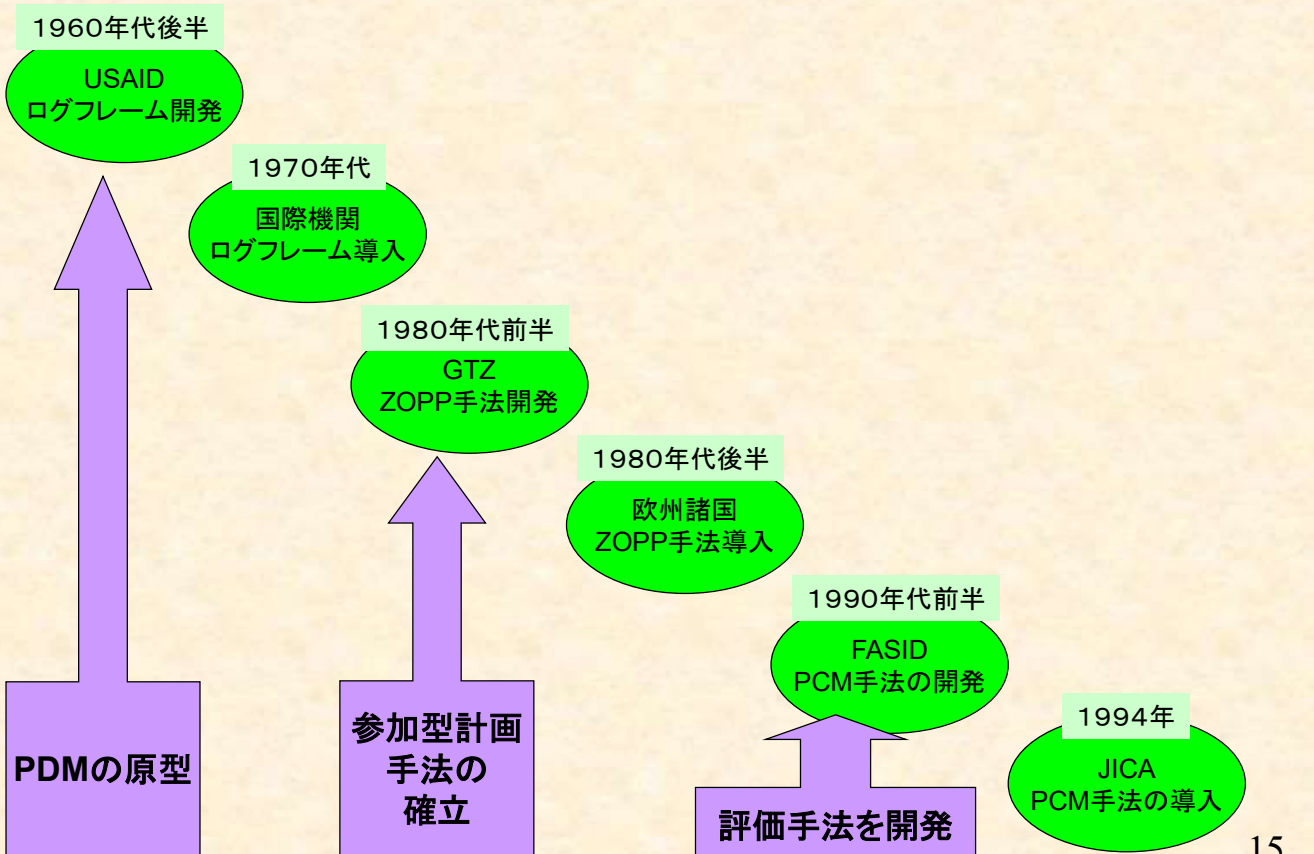 1960年代後半
USAID
ログフレーム開発
1970年代
国際機関
ログフレーム導入
1980年代前半
GTZ
ZOPP手法開発
1980年代後半
欧州諸国
ZOPP手法導入
1990年代前半
FASID
PCM手法の開発
1994年
JICA
PCM手法の導入
PDMの原型
参加型計画
手法の
確立
評価手法を開発
15